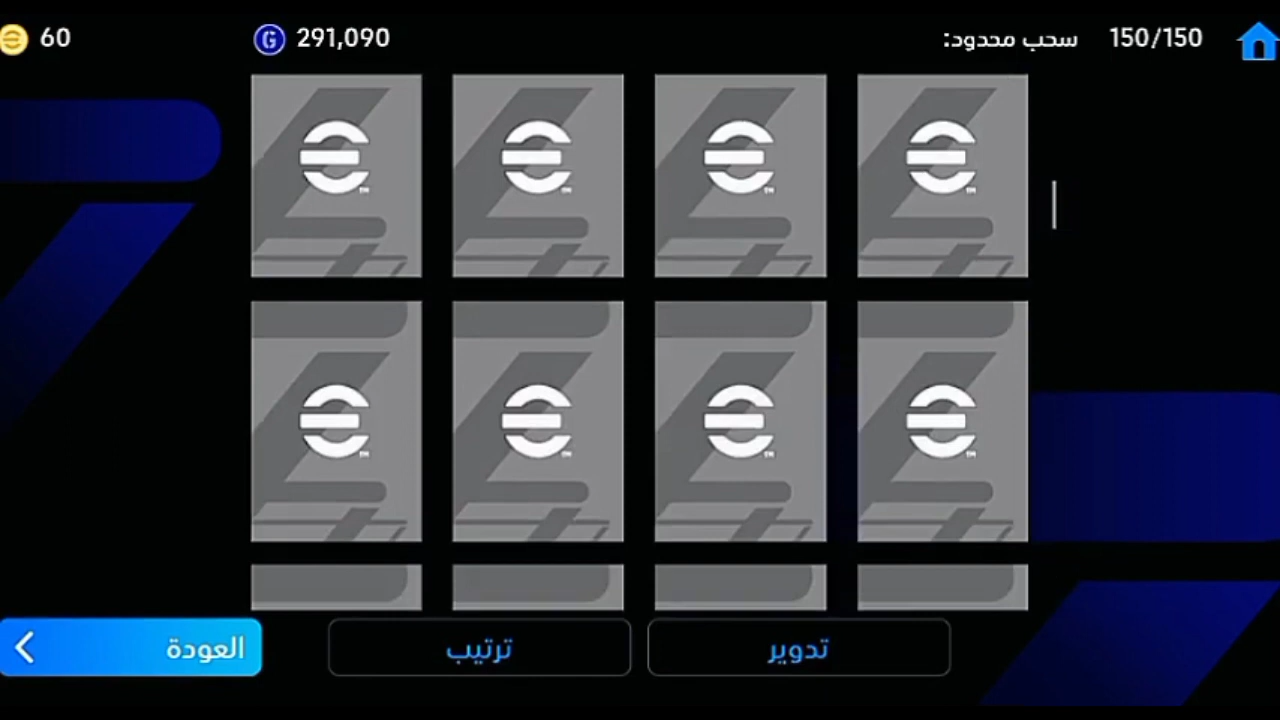 سحب محدود: 150/150
291,090
60
تدوير
ترتيب
العودة